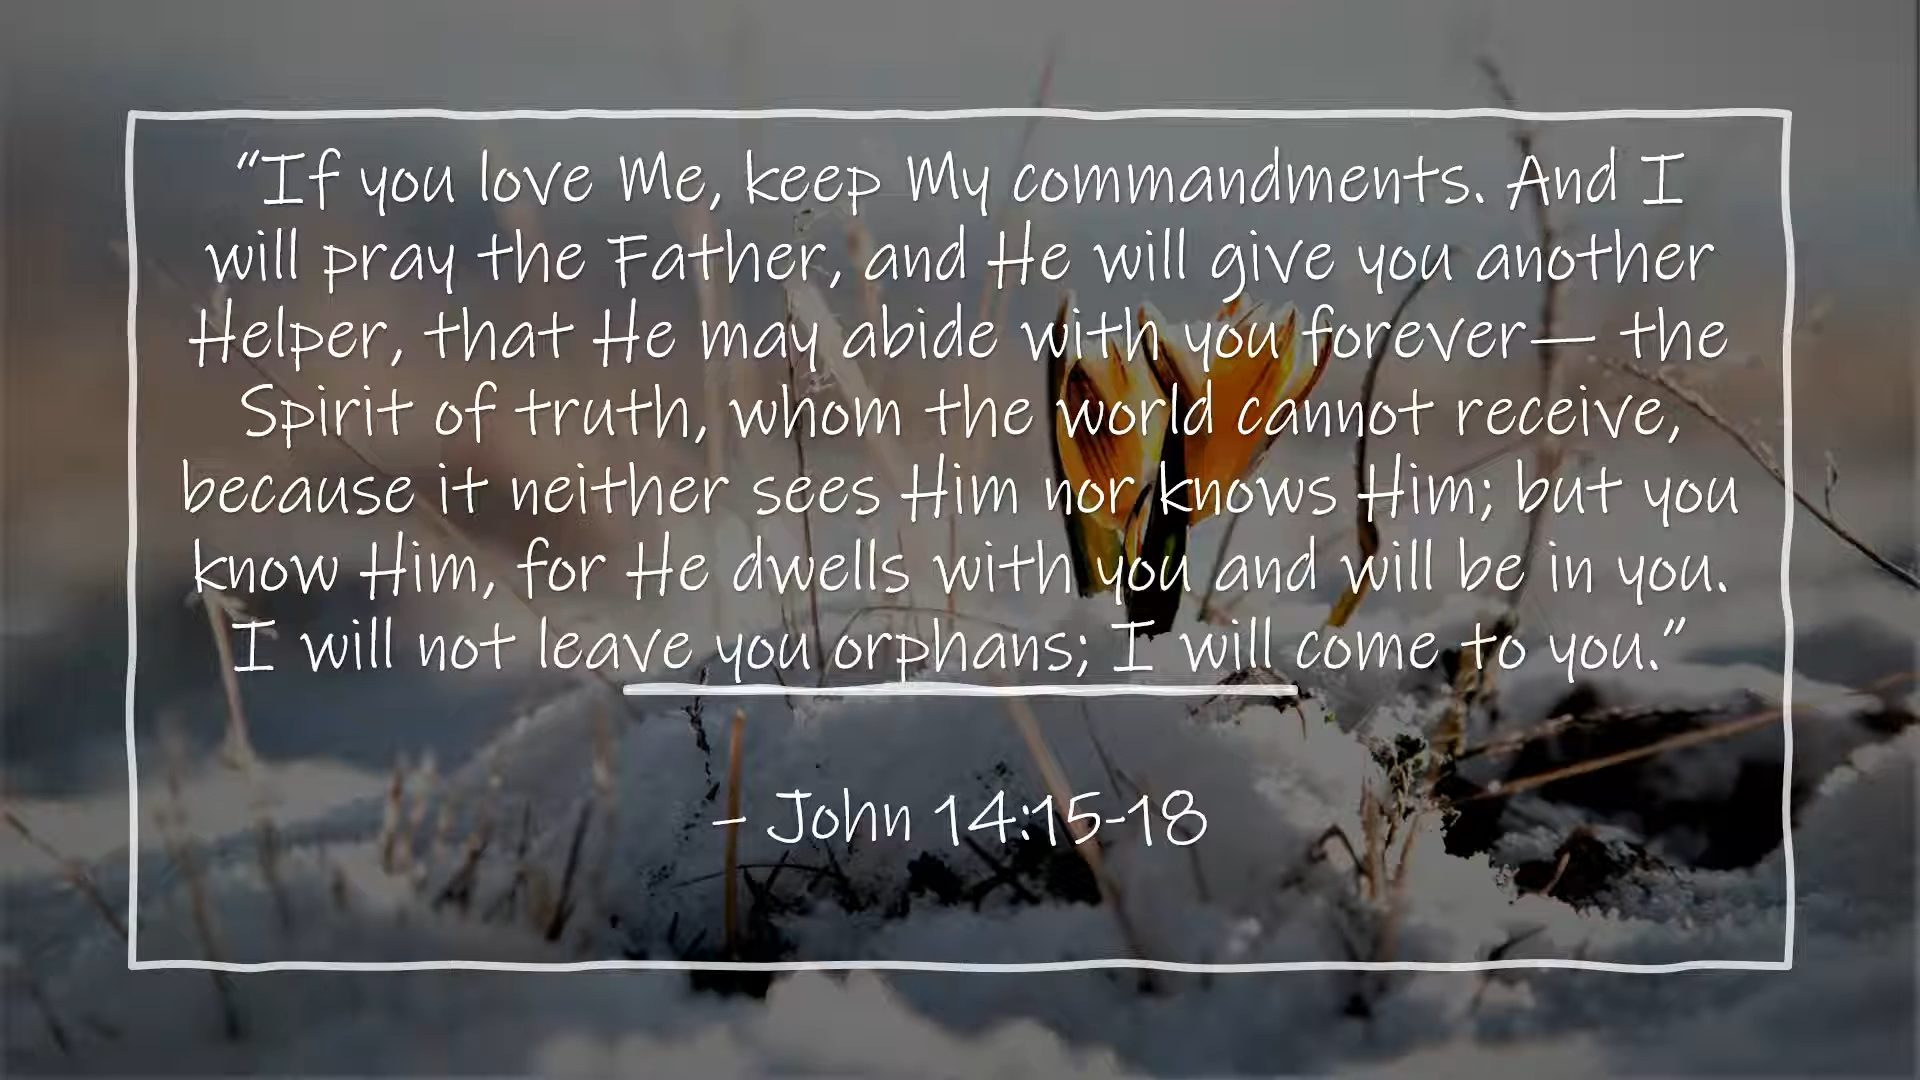 “If you love Me, keep My commandments. And I
will pray the Father, and He will give you another
Helper, that He may abide with you forever— the
Spirit of truth, whom the world cannot receive,
because it neither sees Him nor knows Him; but you
know Him, for He dwells with you and will be in you.
I will not leave you orphans; I will come to you.”
– John 14:15-18